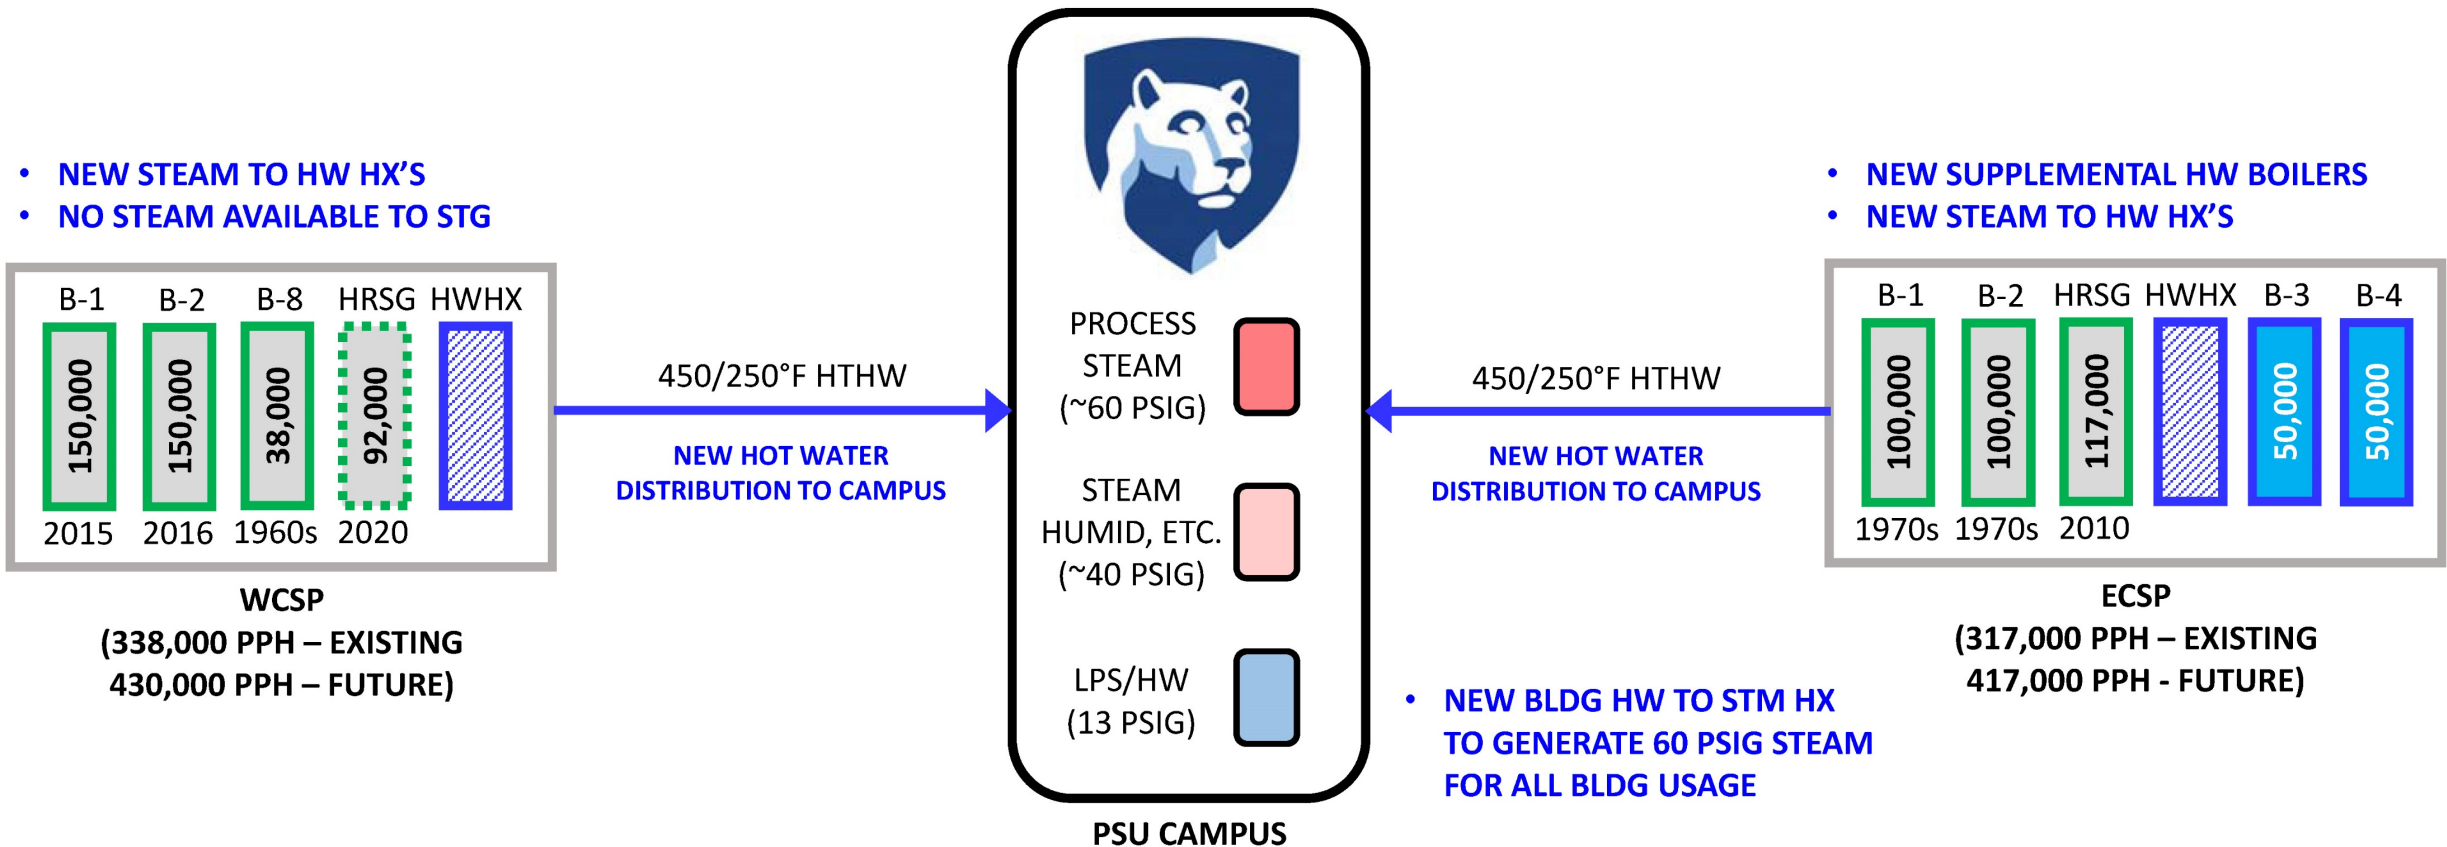 • NEW STEAM TO HW HX'S
• NO STEAM AVAILABLE TO STG
B-1 B-2 B-8 HRSG HWHX
150,000 150,000 38,000 92,000
2015 2016 1960s 2020
WCSP
(338,000 PPH – EXISTING
430,000 PPH – FUTURE)
450/250°F HTHW
NEW HOT WATER
DISTRIBUTION TO CAMPUS
PROCESS
STEAM
(~60 PSIG)
STEAM
HUMID, ETC.
(~40 PSIG)
LPS/HW
(13 PSIG)
PSU CAMPUS
450/250°F HTHW
NEW HOT WATER
DISTRIBUTION TO CAMPUS
• NEW BLDG HW TO STM HX
TO GENERATE 60 PSIG STEAM
FOR ALL BLDG USAGE
• NEW SUPPLEMENTAL HW BOILERS
• NEW STEAM TO HW HX'S
B-1 B-2 HRSG HWHX B-3 B-4
100,000 100,000 117,000 50,000 50,000
1970s 1970s 2010
ECSP
(317,000 PPH – EXISTING
417,000 PPH - FUTURE)